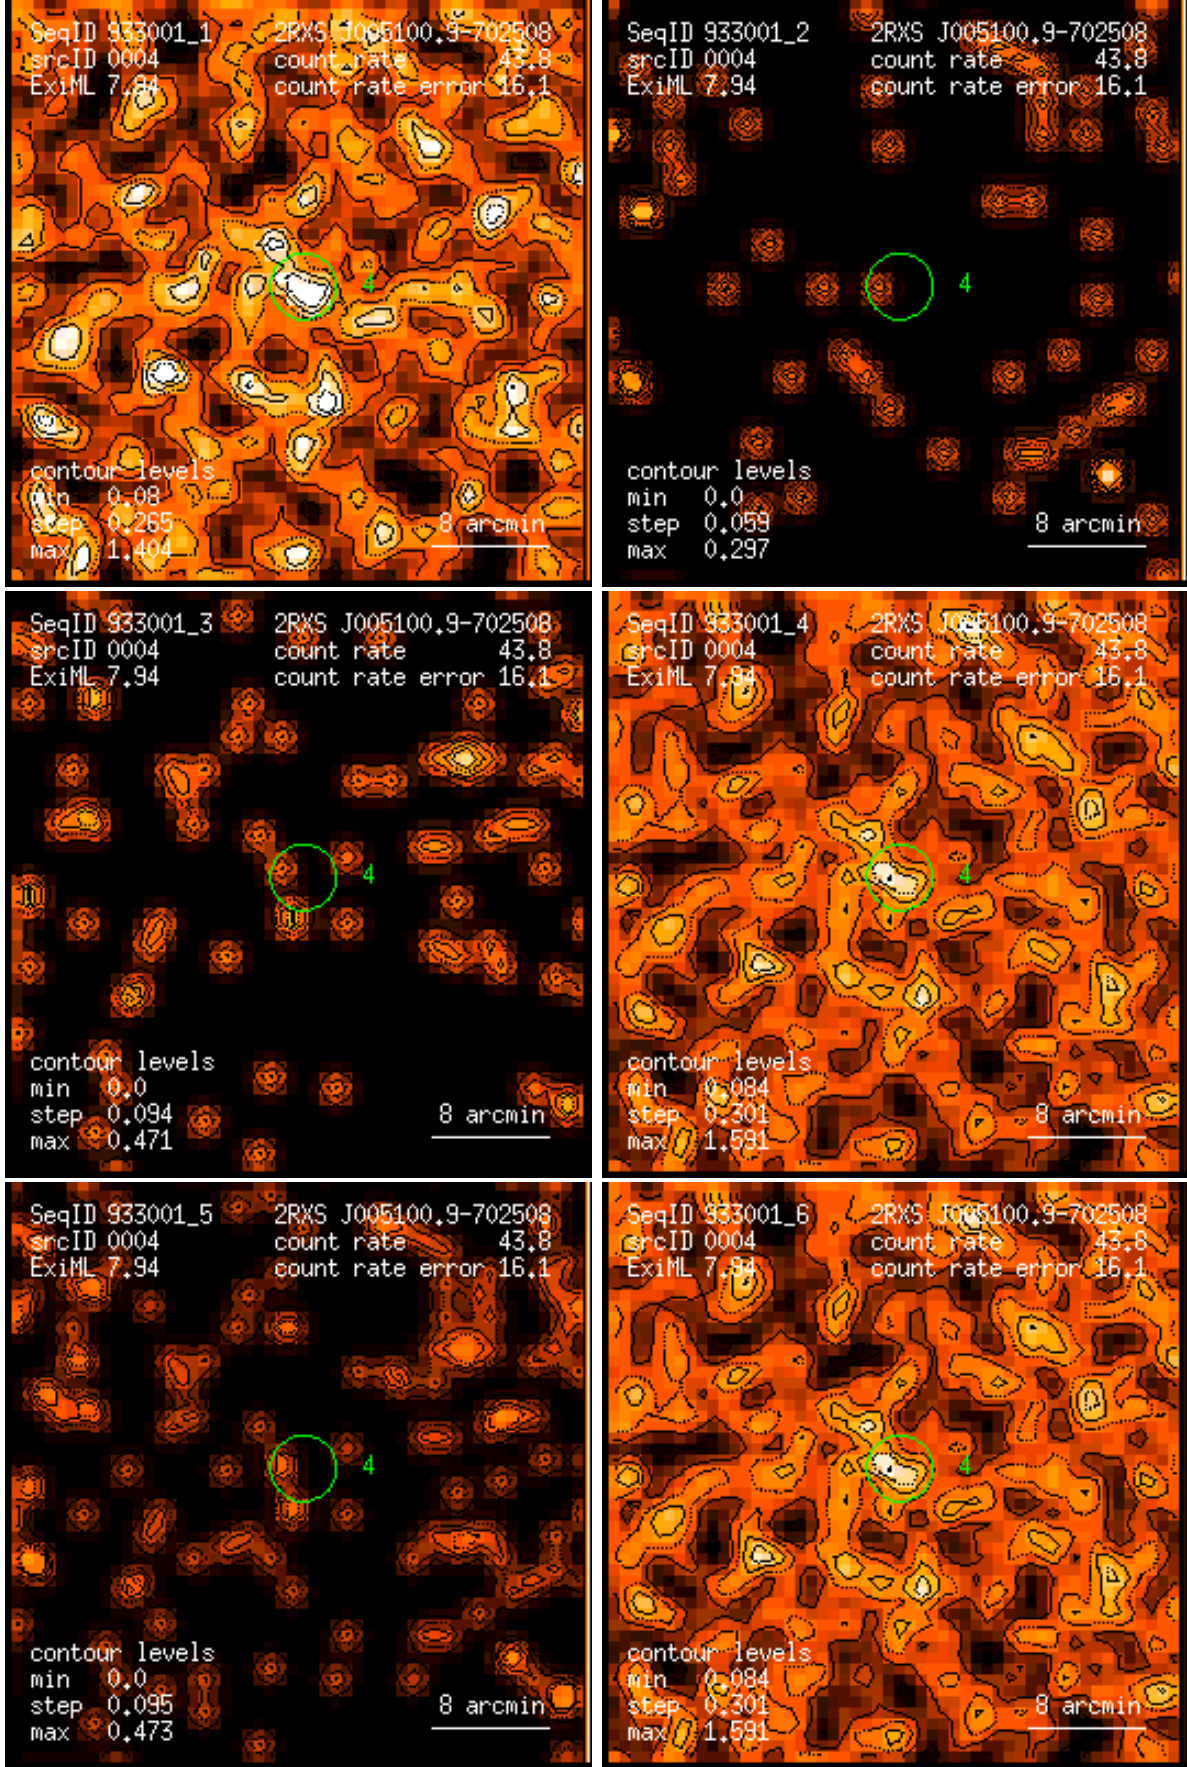 SeqID 933001_1 2RXS J005100.9-702508
srcID 0004 count rate 43.8
ExiML 7.94 count rate error 16.1
4
contour levels
min 0.08
step 0.265
max 1.404
8 arcmin
SeqID 933001_2 2RXS J005100.9-702508
srcID 0004 count rate 43.8
ExiML 7.94 count rate error 16.1
4
contour levels
min 0.0
step 0.059
max 0.297
8 arcmin
SeqID 933001_3 2RXS J005100.9-702508
srcID 0004 count rate 43.8
ExiML 7.94 count rate error 16.1
4
contour levels
min 0.0
step 0.094
max 0.471
8 arcmin
SeqID 933001_4 2RXS J005100.9-702508
srcID 0004 count rate 43.8
ExiML 7.94 count rate error 16.1
4
contour levels
min 0.084
step 0.301
max 1.591
8 arcmin
SeqID 933001_5 2RXS J005100.9-702508
srcID 0004 count rate 43.8
ExiML 7.94 count rate error 16.1
4
contour levels
min 0.0
step 0.095
max 0.473
8 arcmin
SeqID 933001_6 2RXS J005100.9-702508
srcID 0004 count rate 43.8
ExiML 7.94 count rate error 16.1
4
contour levels
min 0.084
step 0.301
max 1.591
8 arcmin